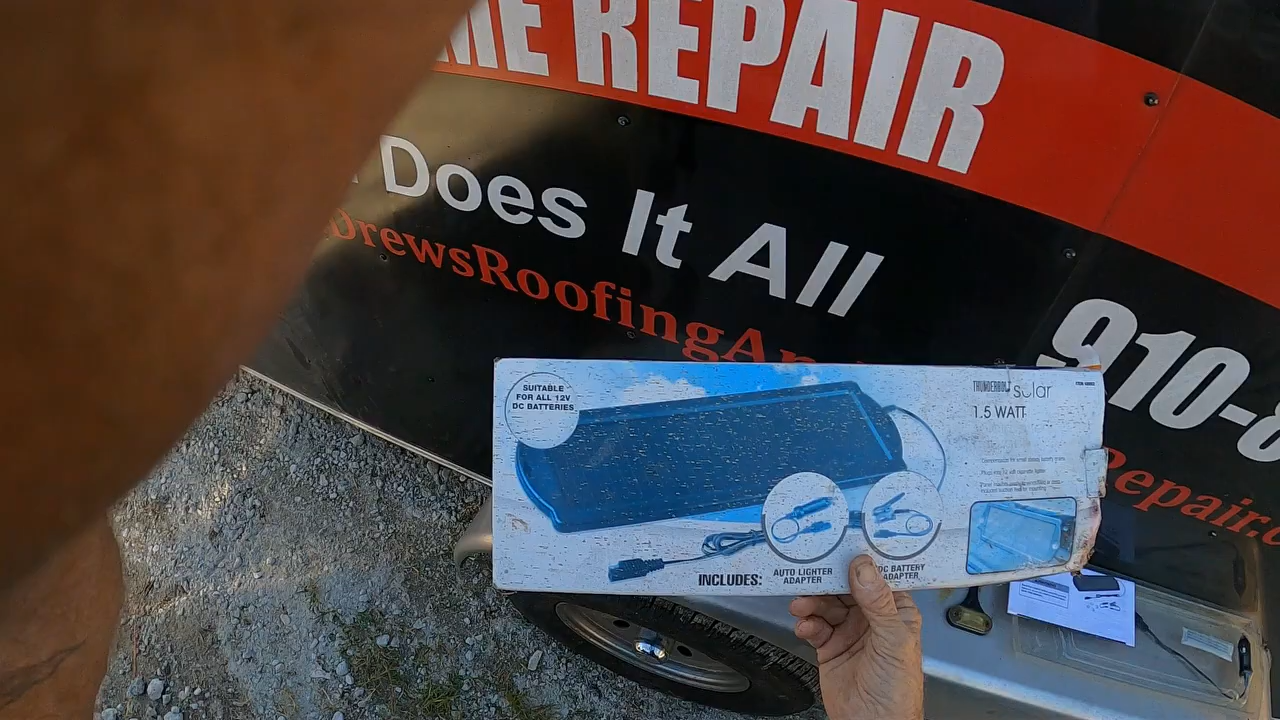 ME REPAIR
Does It All
DrewsRoofingAn
910-8
Repair.c
SUITABLE
FOR ALL 12V
DC BATTERIES
THUNDERBOLT solar
1.5 WATT
INCLUDES:
AUTO LIGHTER
ADAPTER
DC BATTERY
ADAPTER